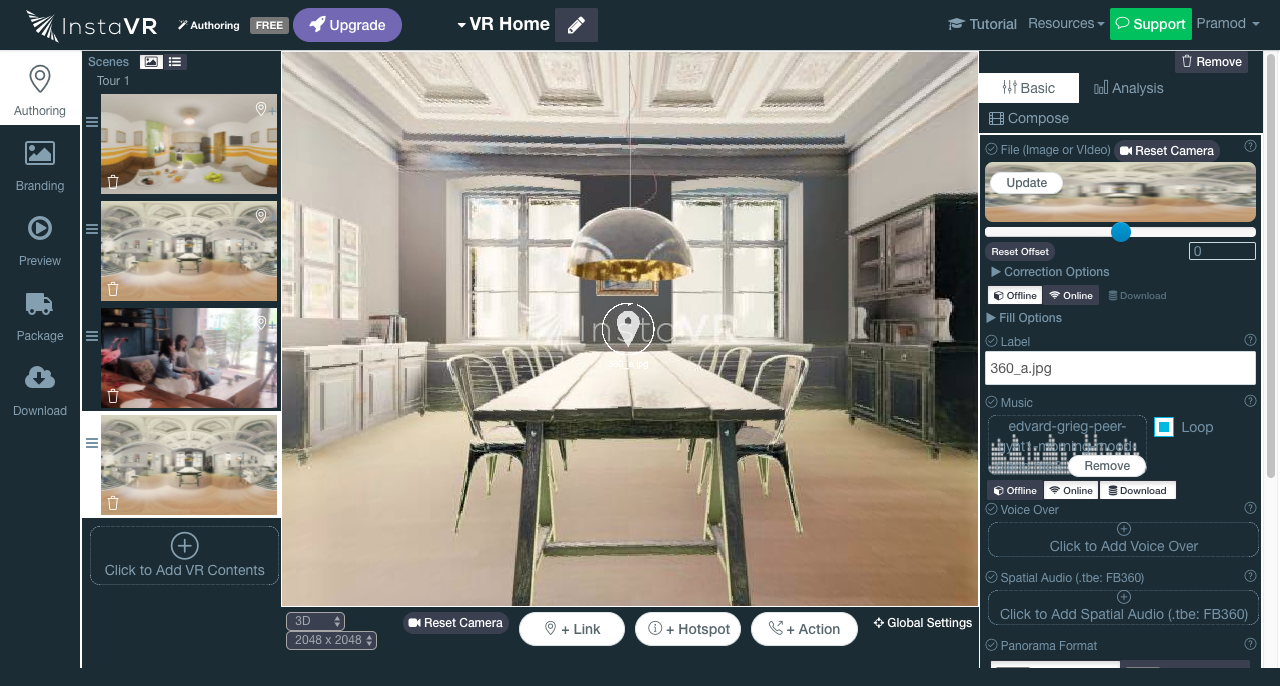 InstaVR
Authoring
FREE
Upgrade
VR Home
Tutorial
Resources
Support
Pramod
Authoring
Branding
Preview
Package
Download
Scenes
Tour 1
Click to Add VR Contents
InstaVR
360_a.jpg
3D
2048 x 2048
Reset Camera
+ Link
+ Hotspot
+ Action
Global Settings
Remove
Basic
Analysis
Compose
File (Image or VIdeo)
Reset Camera
Update
Reset Offset
0
Correction Options
Offline
Online
Download
Fill Options
Label
360_a.jpg
Music
edvard-grieg-peer-
Loop
Remove
Offline
Online
Download
Voice Over
Click to Add Voice Over
Spatial Audio (.tbe: FB360)
Click to Add Spatial Audio (.tbe: FB360)
Panorama Format